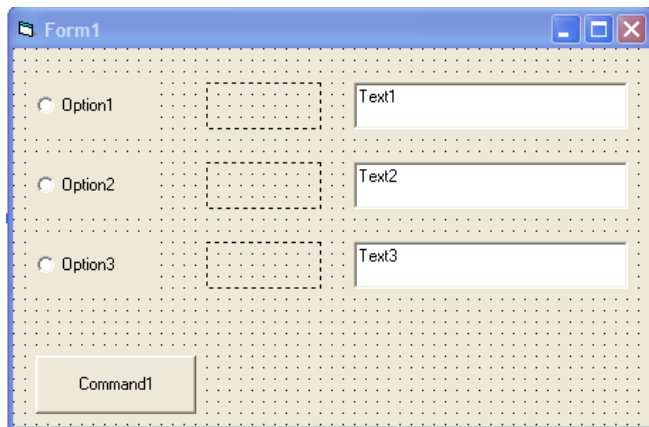 Form1
Option1 Text1
Option2 Text2
Option3 Text3
Command1